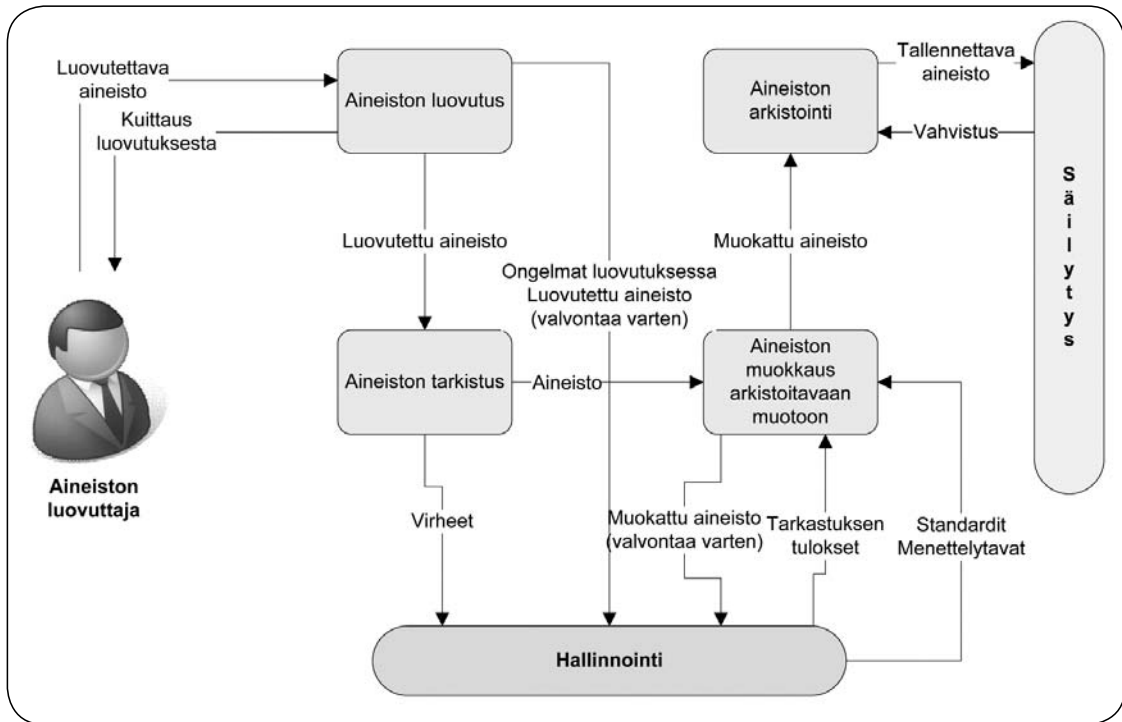 Luovutettava
aineisto
Kuittaus
luovutuksesta
Aineiston luovutus
Aineiston
arkistointi
Tallennettava
aineisto
Vahvistus
Säilytys
Luovutettu aineisto
Ongelmat luovutuksessa
Luovutettu aineisto
(valvontaa varten)
Muokattu aineisto
Aineiston
luovuttaja
Aineiston tarkistus
Aineisto
Aineiston
muokkaus
arkistoitavaan
muotoon
Virheet
Muokattu aineisto
(valvontaa varten)
Tarkastuksen
tulokset
Standardit
Menettelytavat
Hallinnointi